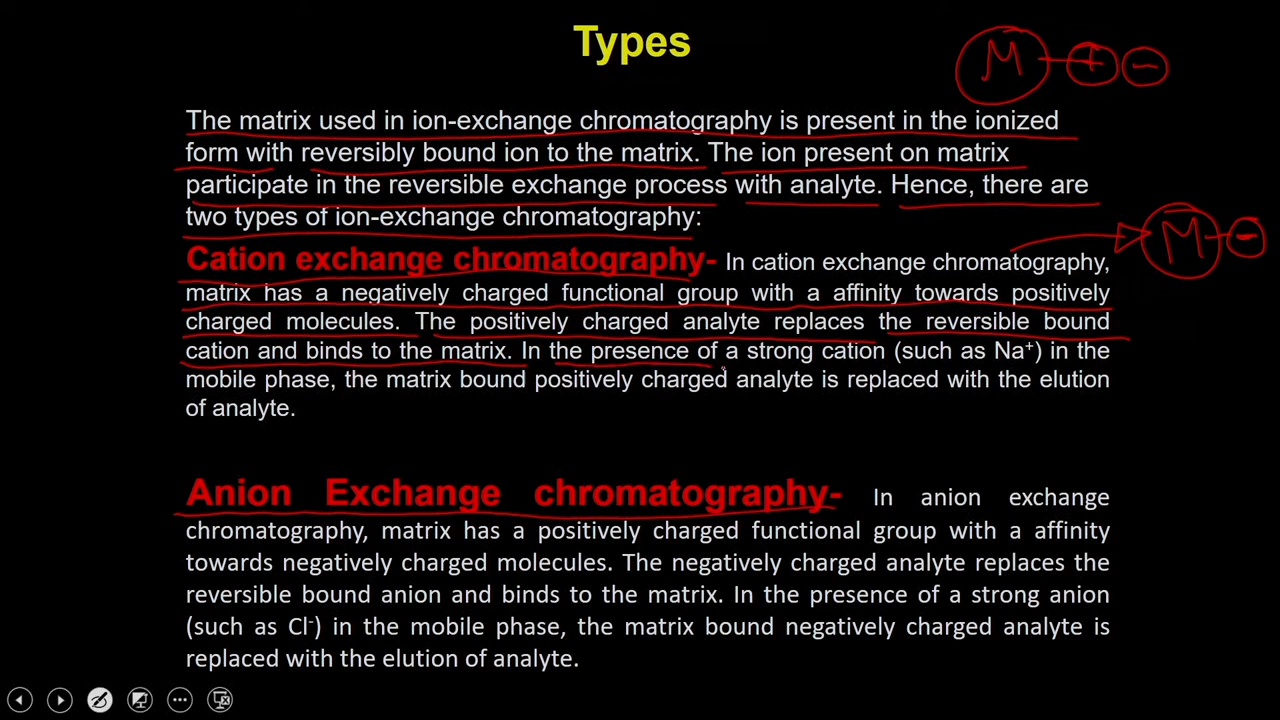 Types
M + −
The matrix used in ion-exchange chromatography is present in the ionized
form with reversibly bound ion to the matrix. The ion present on matrix
participate in the reversible exchange process with analyte. Hence, there are
two types of ion-exchange chromatography:
M −
Cation exchange chromatography- In cation exchange chromatography,
matrix has a negatively charged functional group with a affinity towards positively
charged molecules. The positively charged analyte replaces the reversible bound
cation and binds to the matrix. In the presence of a strong cation (such as Na⁺) in the
mobile phase, the matrix bound positively charged analyte is replaced with the elution
of analyte.
Anion Exchange chromatography- In anion exchange
chromatography, matrix has a positively charged functional group with a affinity
towards negatively charged molecules. The negatively charged analyte replaces the
reversible bound anion and binds to the matrix. In the presence of a strong anion
(such as Cl⁻) in the mobile phase, the matrix bound negatively charged analyte is
replaced with the elution of analyte.